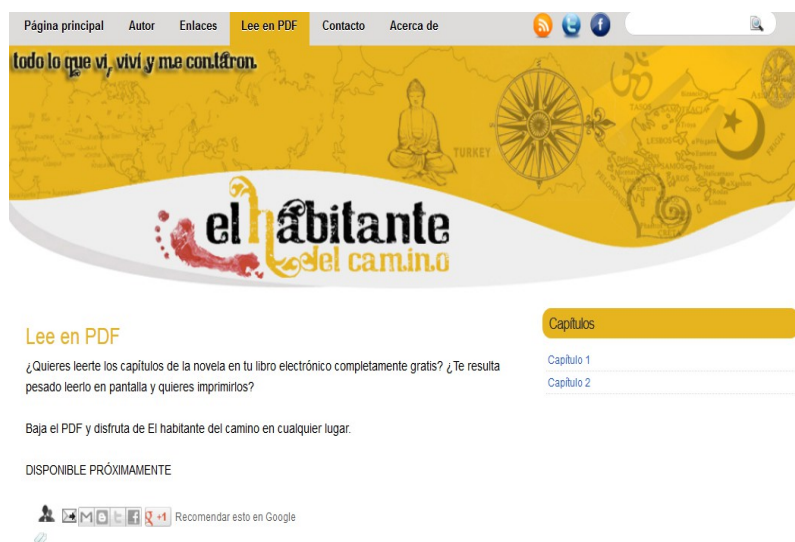 Página principal Autor Enlaces Lee en PDF Contacto Acerca de
todo lo que vi, viví y me contaron.
TURKEY
el habitante
del camino
Lee en PDF
¿Quieres leerte los capítulos de la novela en tu libro electrónico completamente gratis? ¿Te resulta
pesado leerlo en pantalla y quieres imprimirlos?
Baja el PDF y disfruta de El habitante del camino en cualquier lugar.
DISPONIBLE PRÓXIMAMENTE
+1 Recomendar esto en Google
Capítulos
Capítulo 1
Capítulo 2